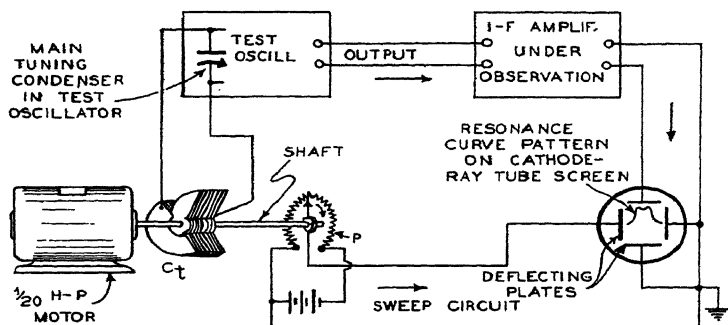 MAIN
TUNING
CONDENSER
IN TEST
OSCILLATOR
TEST
OSCILL
OUTPUT
I-F AMPLIF.
UNDER
OBSERVATION
RESONANCE
CURVE PATTERN
ON CATHODE-
RAY TUBE SCREEN
SHAFT
P
Ct
1/20 H-P
MOTOR
SWEEP CIRCUIT
DEFLECTING
PLATES